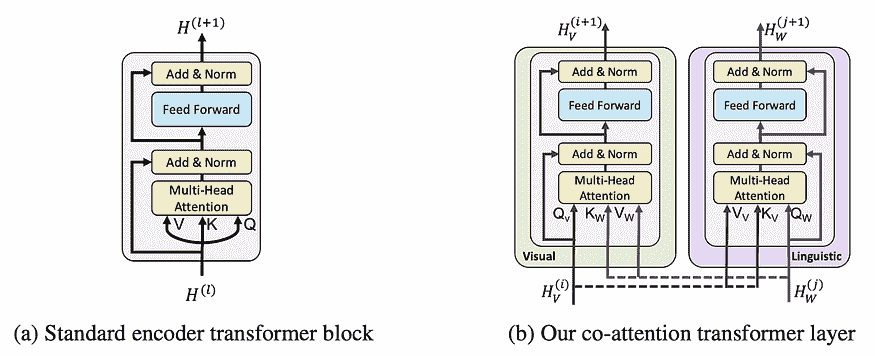 H^(l+1)
Add & Norm
Feed Forward
Add & Norm
Multi-Head
Attention
V K Q
H^(l)
(a) Standard encoder transformer block
H_V^(i+1)
Add & Norm
Feed Forward
Add & Norm
Multi-Head
Attention
Q_V K_W V_W
Visual
H_V^(i)
H_W^(j+1)
Add & Norm
Feed Forward
Add & Norm
Multi-Head
Attention
V_V K_V Q_W
Linguistic
H_W^(j)
(b) Our co-attention transformer layer